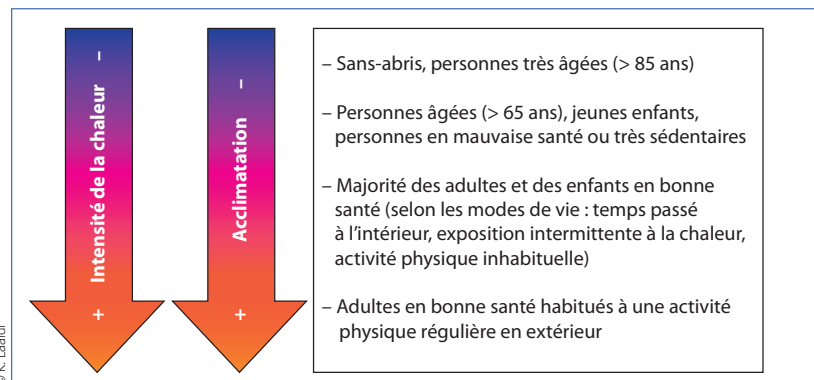 –
Intensité de la chaleur
+
–
Acclimatation
+
– Sans-abris, personnes très âgées (> 85 ans)
– Personnes âgées (> 65 ans), jeunes enfants,
personnes en mauvaise santé ou très sédentaires
– Majorité des adultes et des enfants en bonne
santé (selon les modes de vie : temps passé
à l’intérieur, exposition intermittente à la chaleur,
activité physique inhabituelle)
– Adultes en bonne santé habitués à une activité
physique régulière en extérieur
K. Laaidi